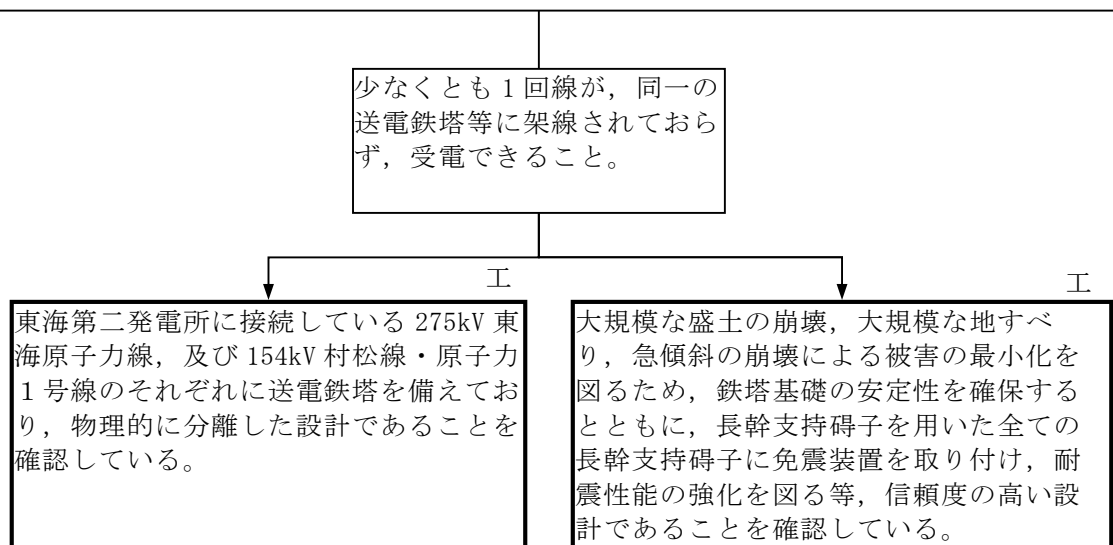 少なくとも1回線が，同一の
送電鉄塔等に架線されておら
ず，受電できること。
工
東海第二発電所に接続している 275kV 東
海原子力線，及び 154kV 村松線・原子力
１号線のそれぞれに送電鉄塔を備えてお
り，物理的に分離した設計であることを
確認している。
工
大規模な盛土の崩壊，大規模な地すべ
り，急傾斜の崩壊による被害の最小化を
図るため，鉄塔基礎の安定性を確保する
とともに，長幹支持碍子を用いた全ての
長幹支持碍子に免震装置を取り付け，耐
震性能の強化を図る等，信頼度の高い設
計であることを確認している。